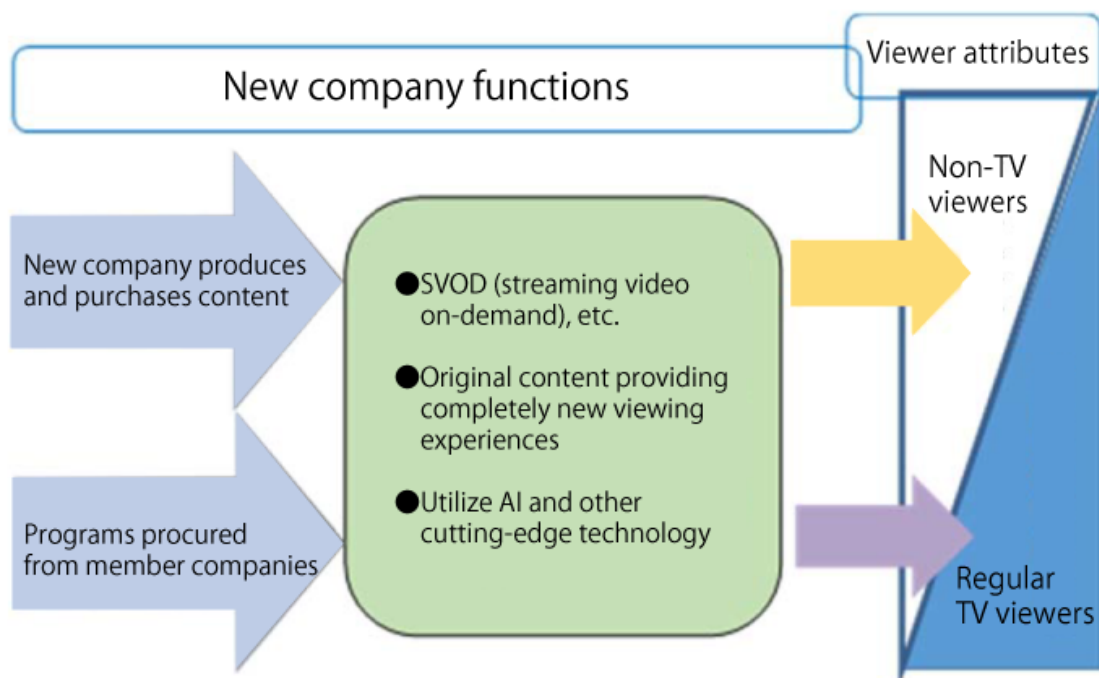 New company functions
Viewer attributes
New company produces
and purchases content
Programs procured
from member companies
●SVOD (streaming video
on-demand), etc.
●Original content providing
completely new viewing
experiences
●Utilize AI and other
cutting-edge technology
Non-TV
viewers
Regular
TV viewers